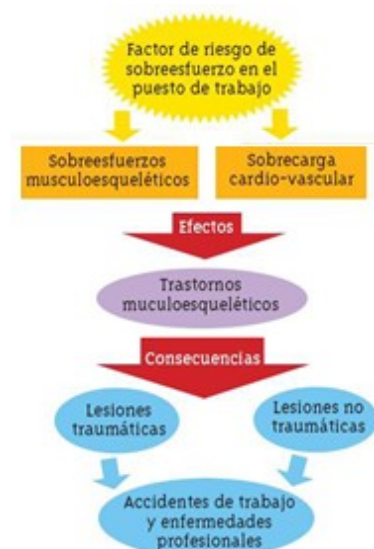 Factor de riesgo de
sobreesfuerzo en el
puesto de trabajo
Sobreesfuerzos
musculoesqueléticos
Sobrecarga
cardio-vascular
Efectos
Trastornos
muculoesqueléticos
Consecuencias
Lesiones
traumáticas
Lesiones no
traumáticas
Accidentes de trabajo
y enfermedades
profesionales